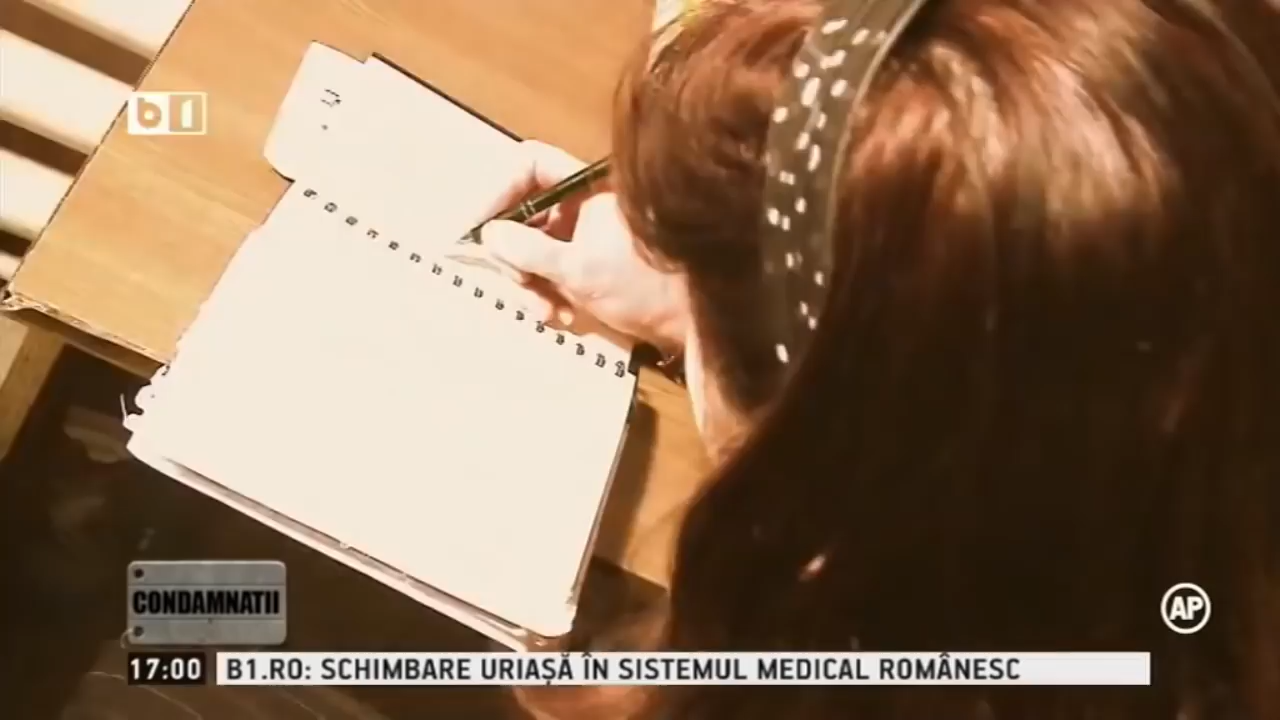 b1
CONDAMNATII
AP
17:00 B1.RO: SCHIMBARE URIAȘĂ ÎN SISTEMUL MEDICAL ROMÂNESC